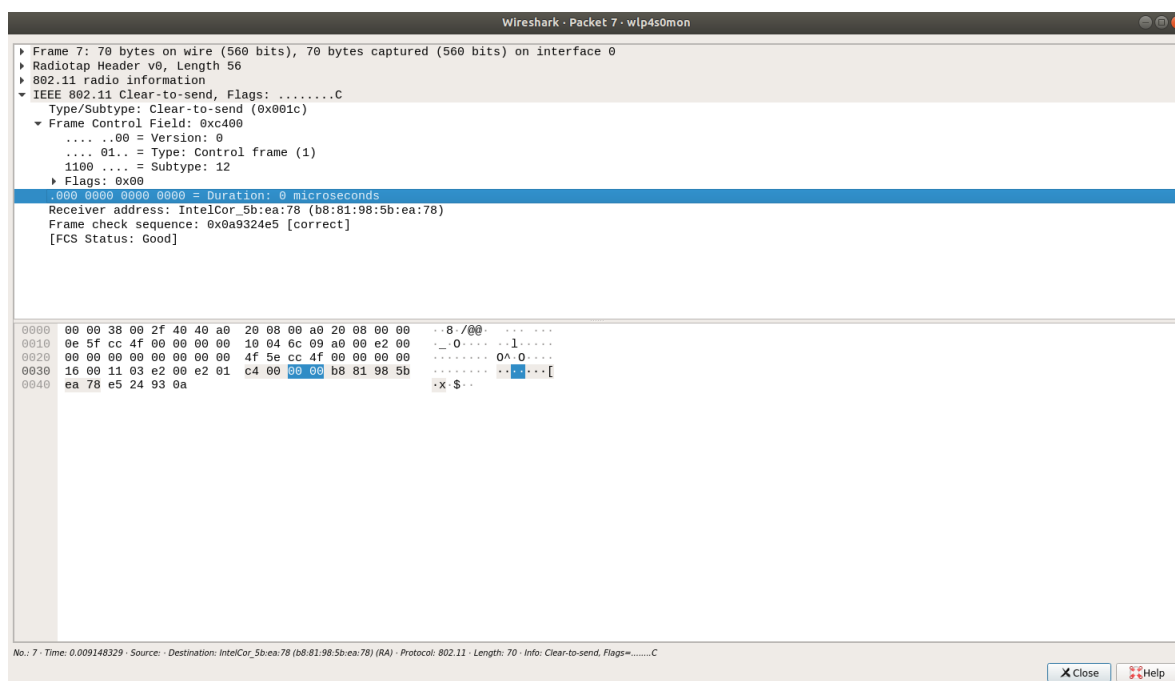 Wireshark · Packet 7 · wlp4s0mon
Frame 7: 70 bytes on wire (560 bits), 70 bytes captured (560 bits) on interface 0
Radiotap Header v0, Length 56
802.11 radio information
IEEE 802.11 Clear-to-send, Flags: ........C
Type/Subtype: Clear-to-send (0x001c)
Frame Control Field: 0xc400
.... ..00 = Version: 0
.... 01.. = Type: Control frame (1)
1100 .... = Subtype: 12
Flags: 0x00
.000 0000 0000 0000 = Duration: 0 microseconds
Receiver address: IntelCor_5b:ea:78 (b8:81:98:5b:ea:78)
Frame check sequence: 0x0a9324e5 [correct]
[FCS Status: Good]
0000 00 00 38 00 2f 40 40 a0 20 08 00 a0 20 08 00 00 ··8·/@@· ··· ···
0010 0e 5f cc 4f 00 00 00 00 10 04 6c 09 a0 00 e2 00 ·_·O···· ··l·····
0020 00 00 00 00 00 00 00 00 4f 5e cc 4f 00 00 00 00 ········ O^·O····
0030 16 00 11 03 e2 00 e2 01 c4 00 00 00 b8 81 98 5b ········ ·······[
0040 ea 78 e5 24 93 0a ·x·$··
No.: 7 · Time: 0.009148329 · Source: · Destination: IntelCor_5b:ea:78 (b8:81:98:5b:ea:78) (RA) · Protocol: 802.11 · Length: 70 · Info: Clear-to-send, Flags=........C
Close Help